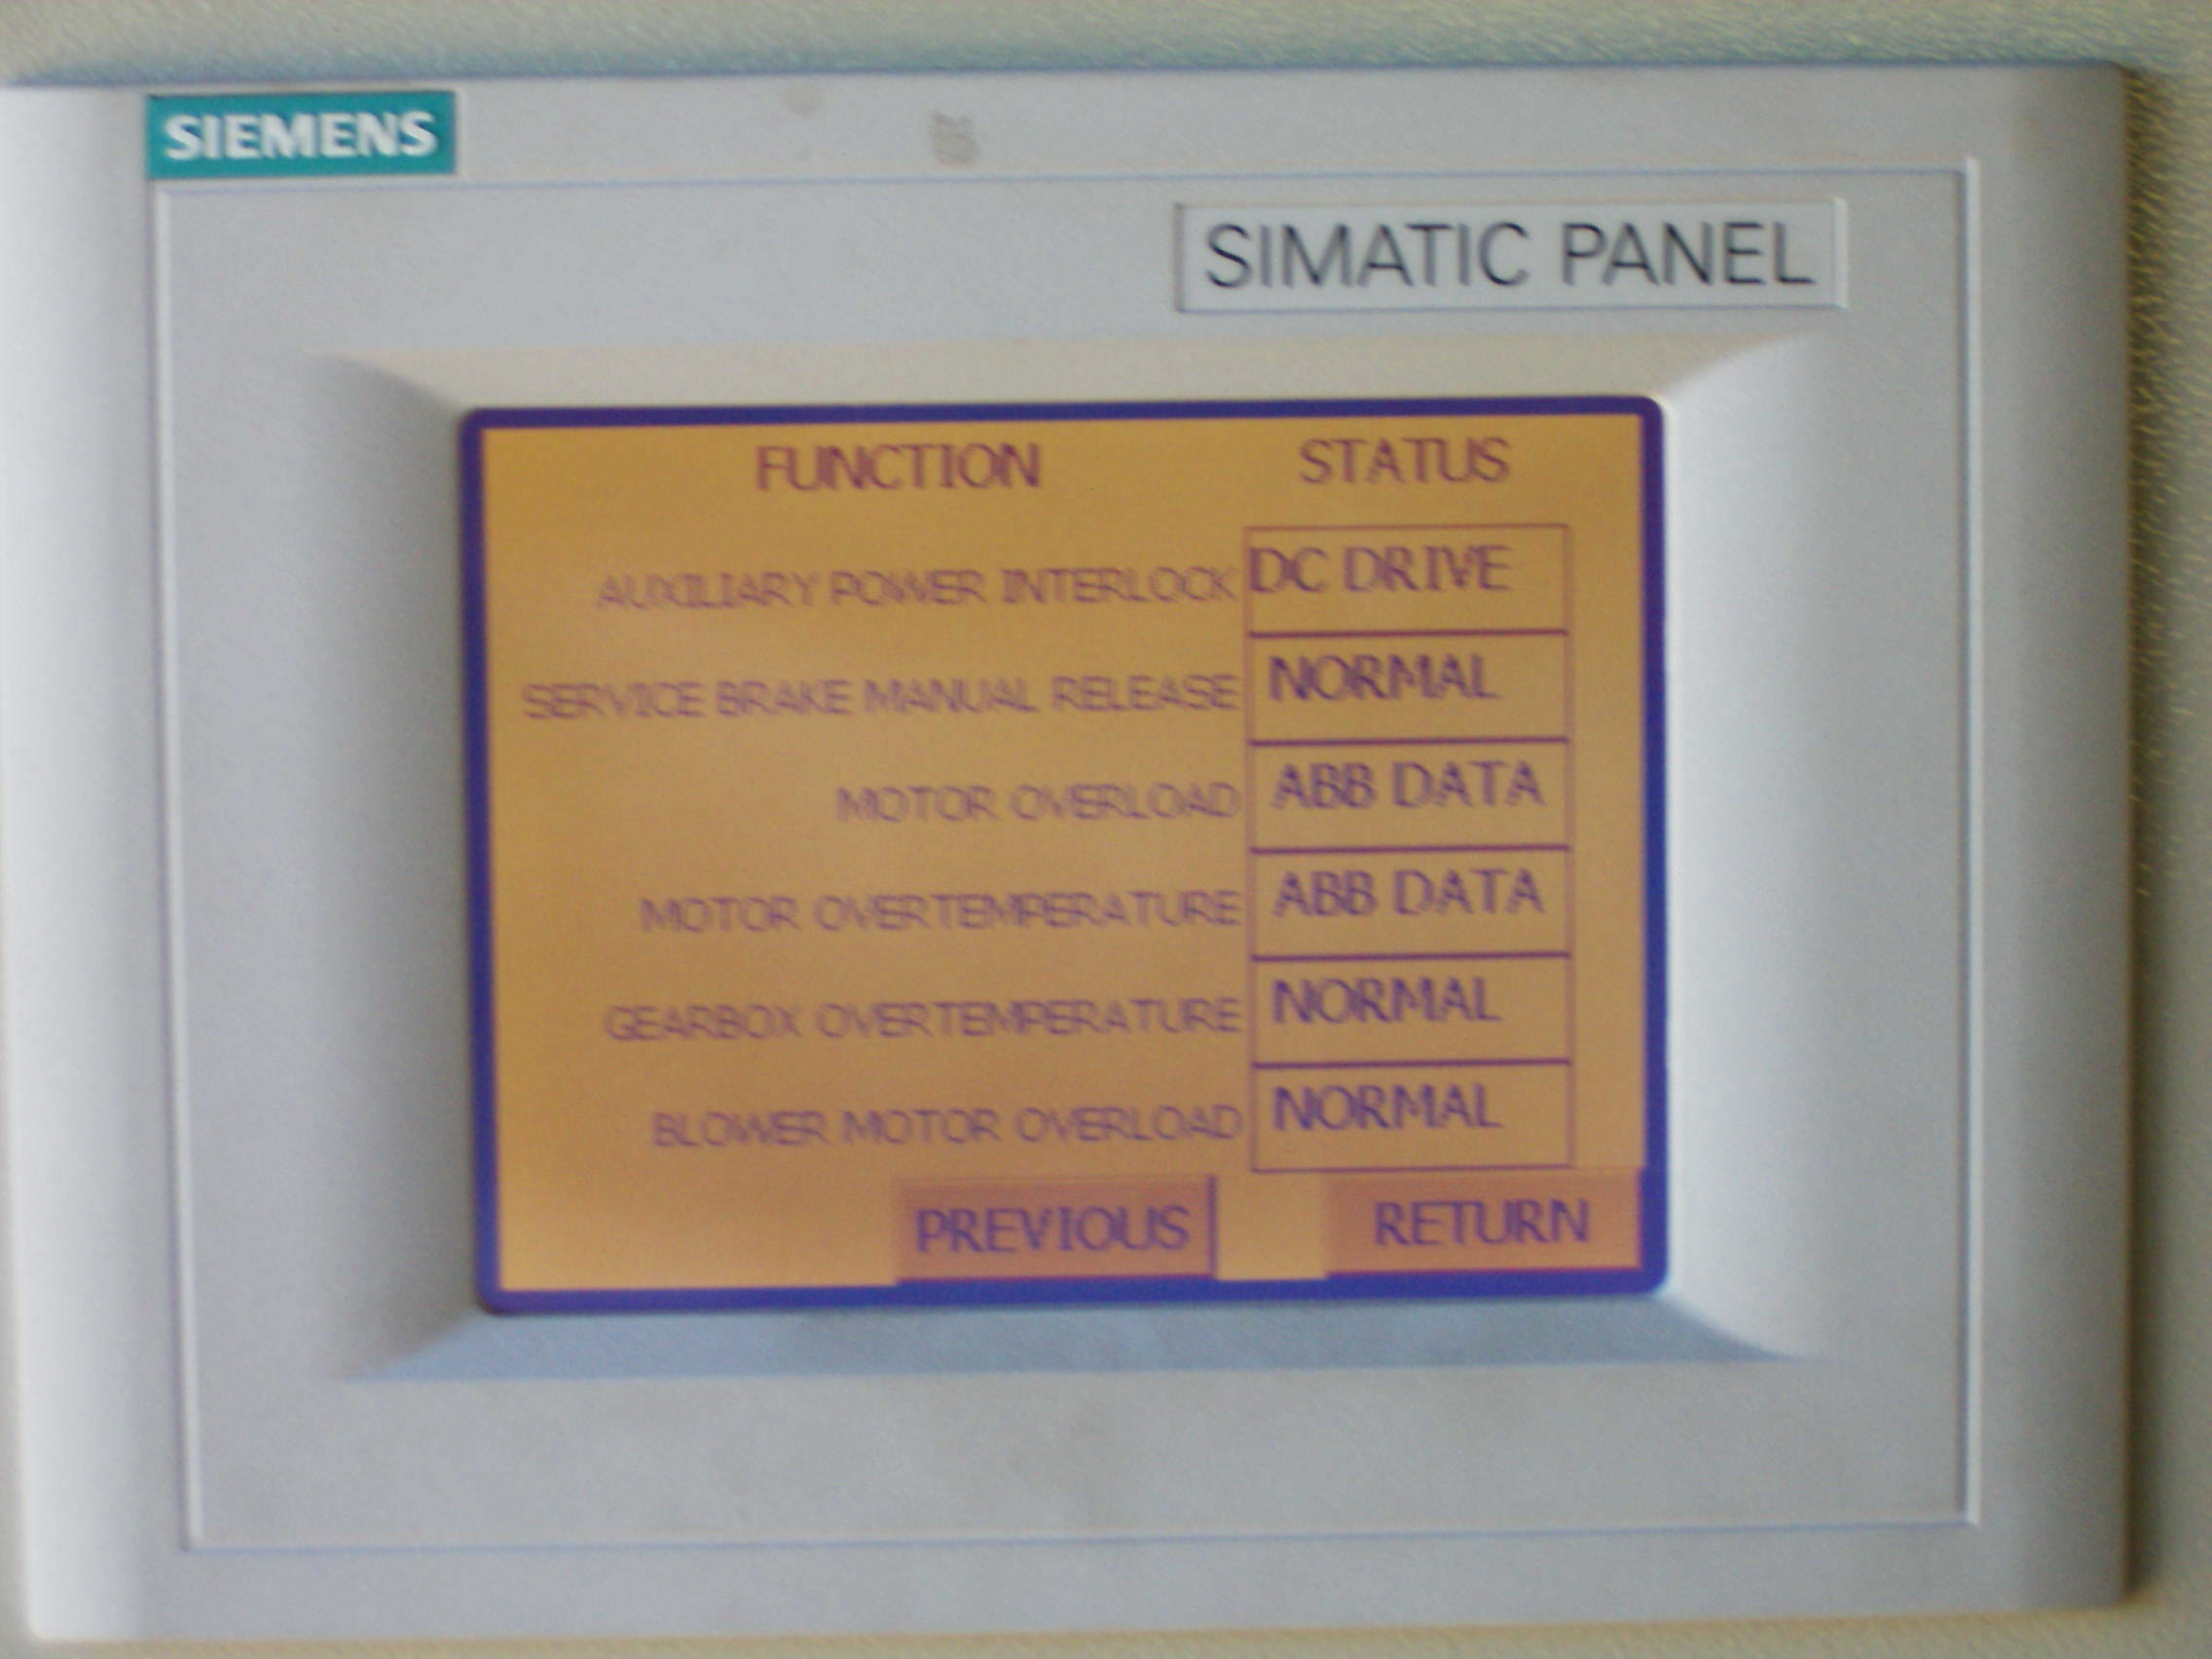 SIEMENS
SIMATIC PANEL
FUNCTION STATUS
AUXILIARY POWER INTERLOCK DC DRIVE
SERVICE BRAKE MANUAL RELEASE NORMAL
MOTOR OVERLOAD ABB DATA
MOTOR OVERTEMPERATURE ABB DATA
GEARBOX OVERTEMPERATURE NORMAL
BLOWER MOTOR OVERLOAD NORMAL
PREVIOUS RETURN